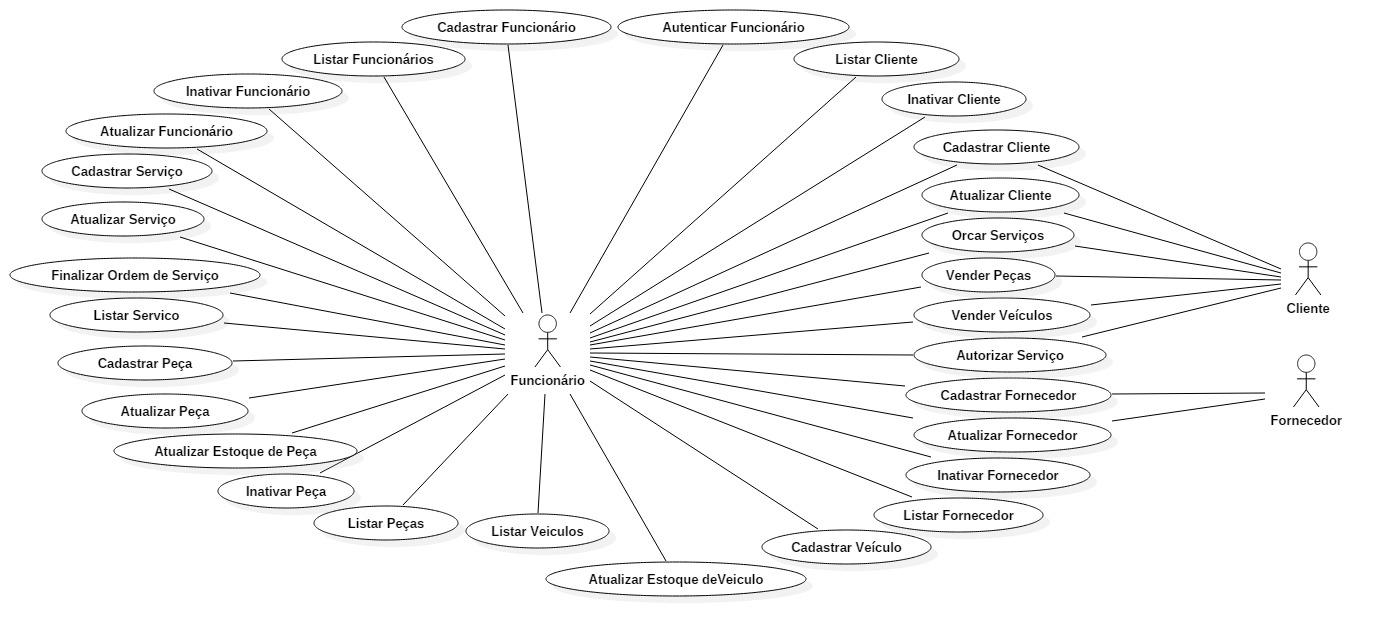 Cadastrar Funcionário
Autenticar Funcionário
Listar Funcionários
Listar Cliente
Inativar Funcionário
Inativar Cliente
Atualizar Funcionário
Cadastrar Cliente
Cadastrar Serviço
Atualizar Cliente
Atualizar Serviço
Orcar Serviços
Finalizar Ordem de Serviço
Vender Peças
Cliente
Listar Servico
Vender Veículos
Cadastrar Peça
Autorizar Serviço
Funcionário
Cadastrar Fornecedor
Atualizar Peça
Fornecedor
Atualizar Fornecedor
Atualizar Estoque de Peça
Inativar Fornecedor
Inativar Peça
Listar Fornecedor
Listar Peças
Listar Veiculos
Cadastrar Veículo
Atualizar Estoque deVeiculo